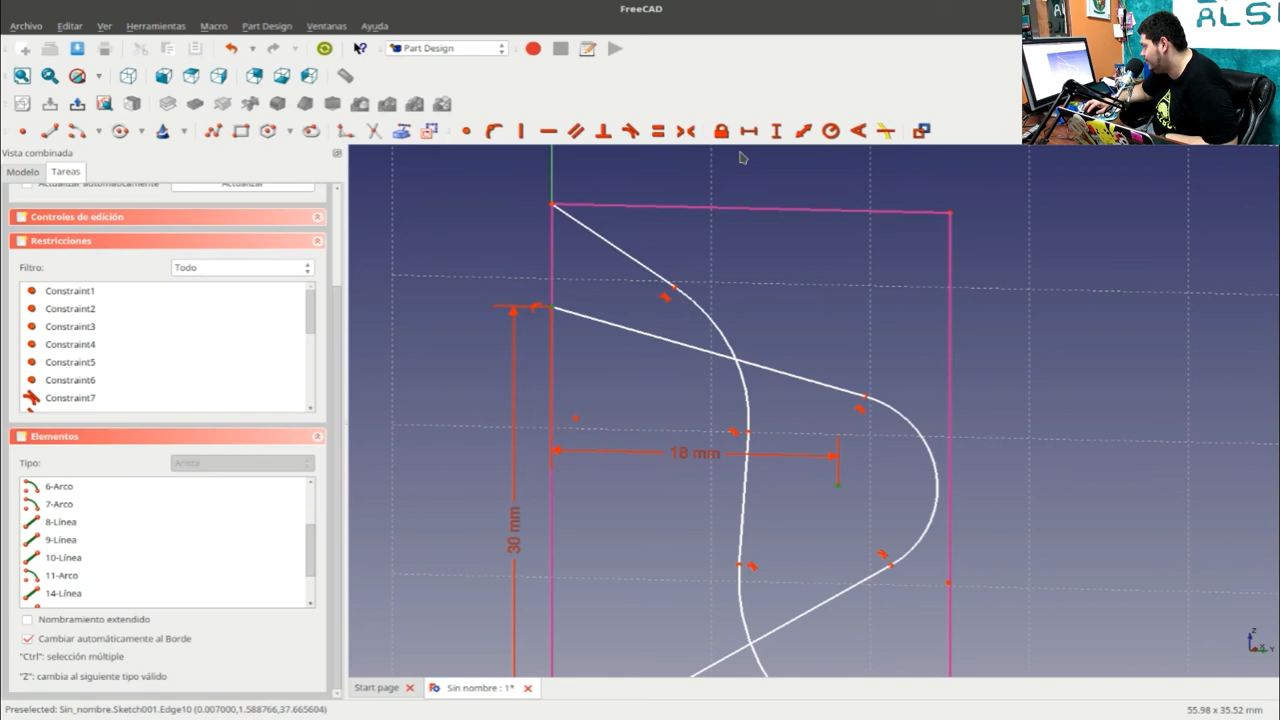 FreeCAD
Archivo Editar Ver Herramientas Macro Part Design Ventanas Ayuda
Part Design
ALS
Vista combinada
Modelo Tareas
Actualizar automáticamente Actualizar
Controles de edición
Restricciones
Filtro: Todo
Constraint1
Constraint2
Constraint3
Constraint4
Constraint5
Constraint6
Constraint7
Elementos
Tipo: Arista
6-Arco
7-Arco
8-Línea
9-Línea
10-Línea
11-Arco
14-Línea
Nombramiento extendido
Cambiar automáticamente al Borde
"Ctrl": selección múltiple
"Z": cambia al siguiente tipo válido
18 mm
30 mm
Z
Y
Start page Sin nombre : 1*
Preselected: Sin_nombre.Sketch001.Edge10 (0.007000,1.588766,37.665604) 55.98 x 35.52 mm